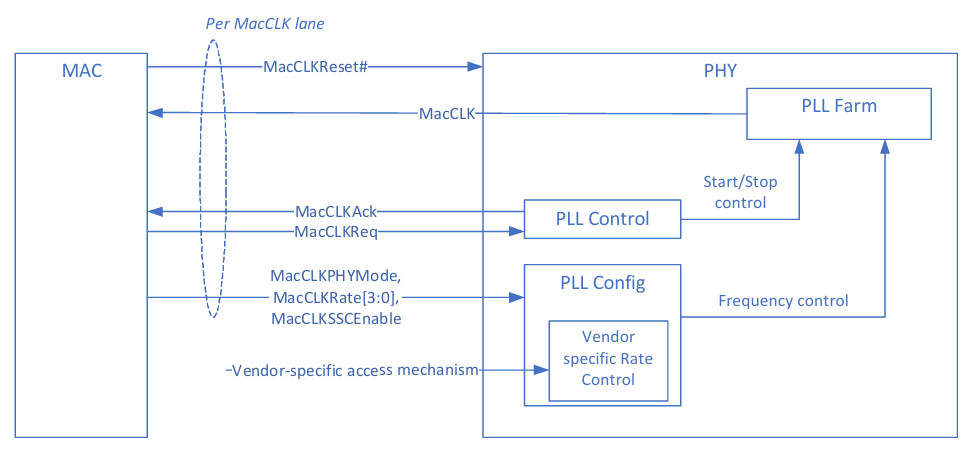 Per MacCLK lane
MAC
MacCLKReset#
PHY
PLL Farm
MacCLK
Start/Stop
control
MacCLKAck
PLL Control
MacCLKReq
MacCLKPHYMode,
MacCLKRate[3:0],
MacCLKSSCEnable
PLL Config
Frequency control
Vendor
specific Rate
Control
Vendor-specific access mechanism